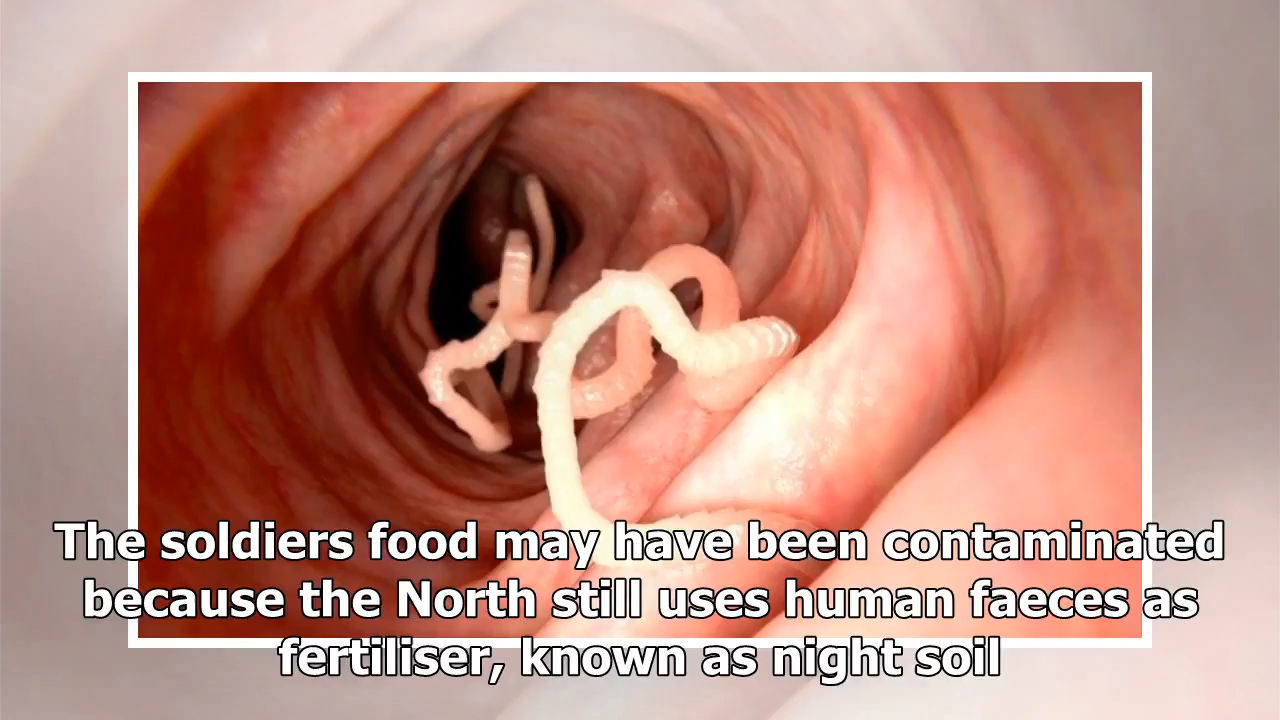 The soldiers food may have been contaminated
because the North still uses human faeces as
fertiliser, known as night soil